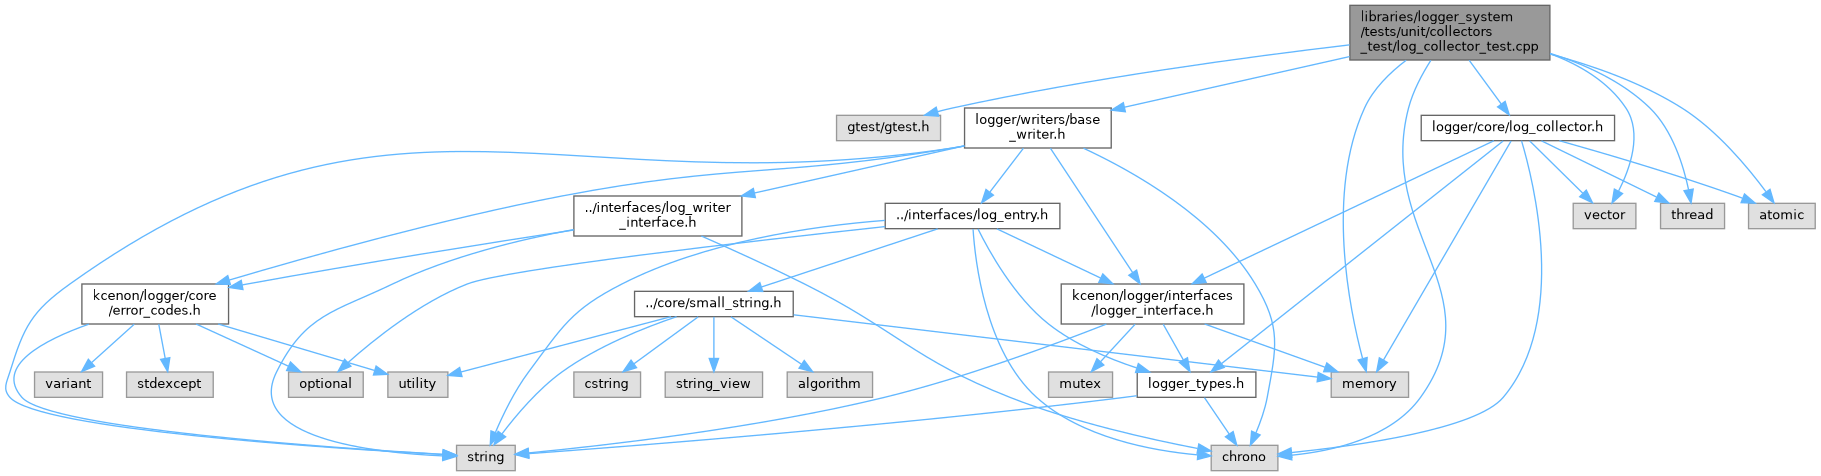 libraries/logger_system
/tests/unit/collectors
_test/log_collector_test.cpp
gtest/gtest.h
logger/writers/base
_writer.h
logger/core/log_collector.h
../interfaces/log_writer
_interface.h
../interfaces/log_entry.h
vector
thread
atomic
kcenon/logger/core
/error_codes.h
../core/small_string.h
kcenon/logger/interfaces
/logger_interface.h
variant
stdexcept
optional
utility
cstring
string_view
algorithm
mutex
logger_types.h
memory
string
chrono